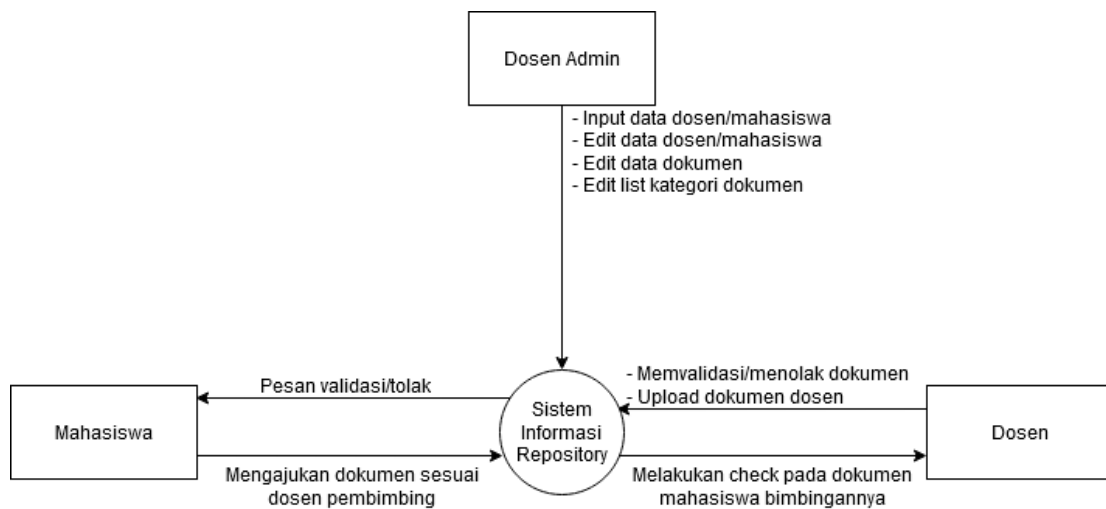 Dosen Admin
- Input data dosen/mahasiswa
- Edit data dosen/mahasiswa
- Edit data dokumen
- Edit list kategori dokumen
Pesan validasi/tolak
- Memvalidasi/menolak dokumen
- Upload dokumen dosen
Mahasiswa
Sistem
Informasi
Repository
Dosen
Mengajukan dokumen sesuai
dosen pembimbing
Melakukan check pada dokumen
mahasiswa bimbingannya